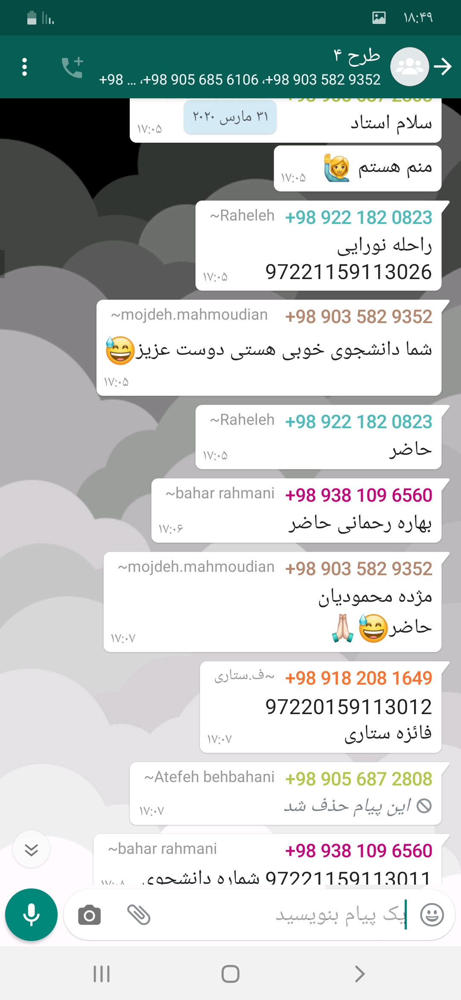 ۱۸:۴۹
طرح ۴
+98 903 582 9352، +98 905 685 6106، +98 ...
۳۱ مارس ۲۰۲۰
سلام استاد
۱۷:۰۵
منم هستم 🙋‍♀️
۱۷:۰۵
+98 922 182 0823 ~Raheleh
راحله نورایی
97221159113026
۱۷:۰۵
+98 903 582 9352 ~mojdeh.mahmoudian
شما دانشجوی خوبی هستی دوست عزیز😅
۱۷:۰۵
+98 922 182 0823 ~Raheleh
حاضر
۱۷:۰۵
+98 938 109 6560 ~bahar rahmani
بهاره رحمانی حاضر
۱۷:۰۶
+98 903 582 9352 ~mojdeh.mahmoudian
مژده محمودیان
حاضر😅🙏🏻
۱۷:۰۷
+98 918 208 1649 ~ف.ستاری
97220159113012
فائزه ستاری
۱۷:۰۷
+98 905 687 2808 ~Atefeh behbahani
این پیام حذف شد
۱۷:۰۷
+98 938 109 6560 ~bahar rahmani
97221159113011 شماره دانشجوی
۱۷:۰۸
یک پیام بنویسید